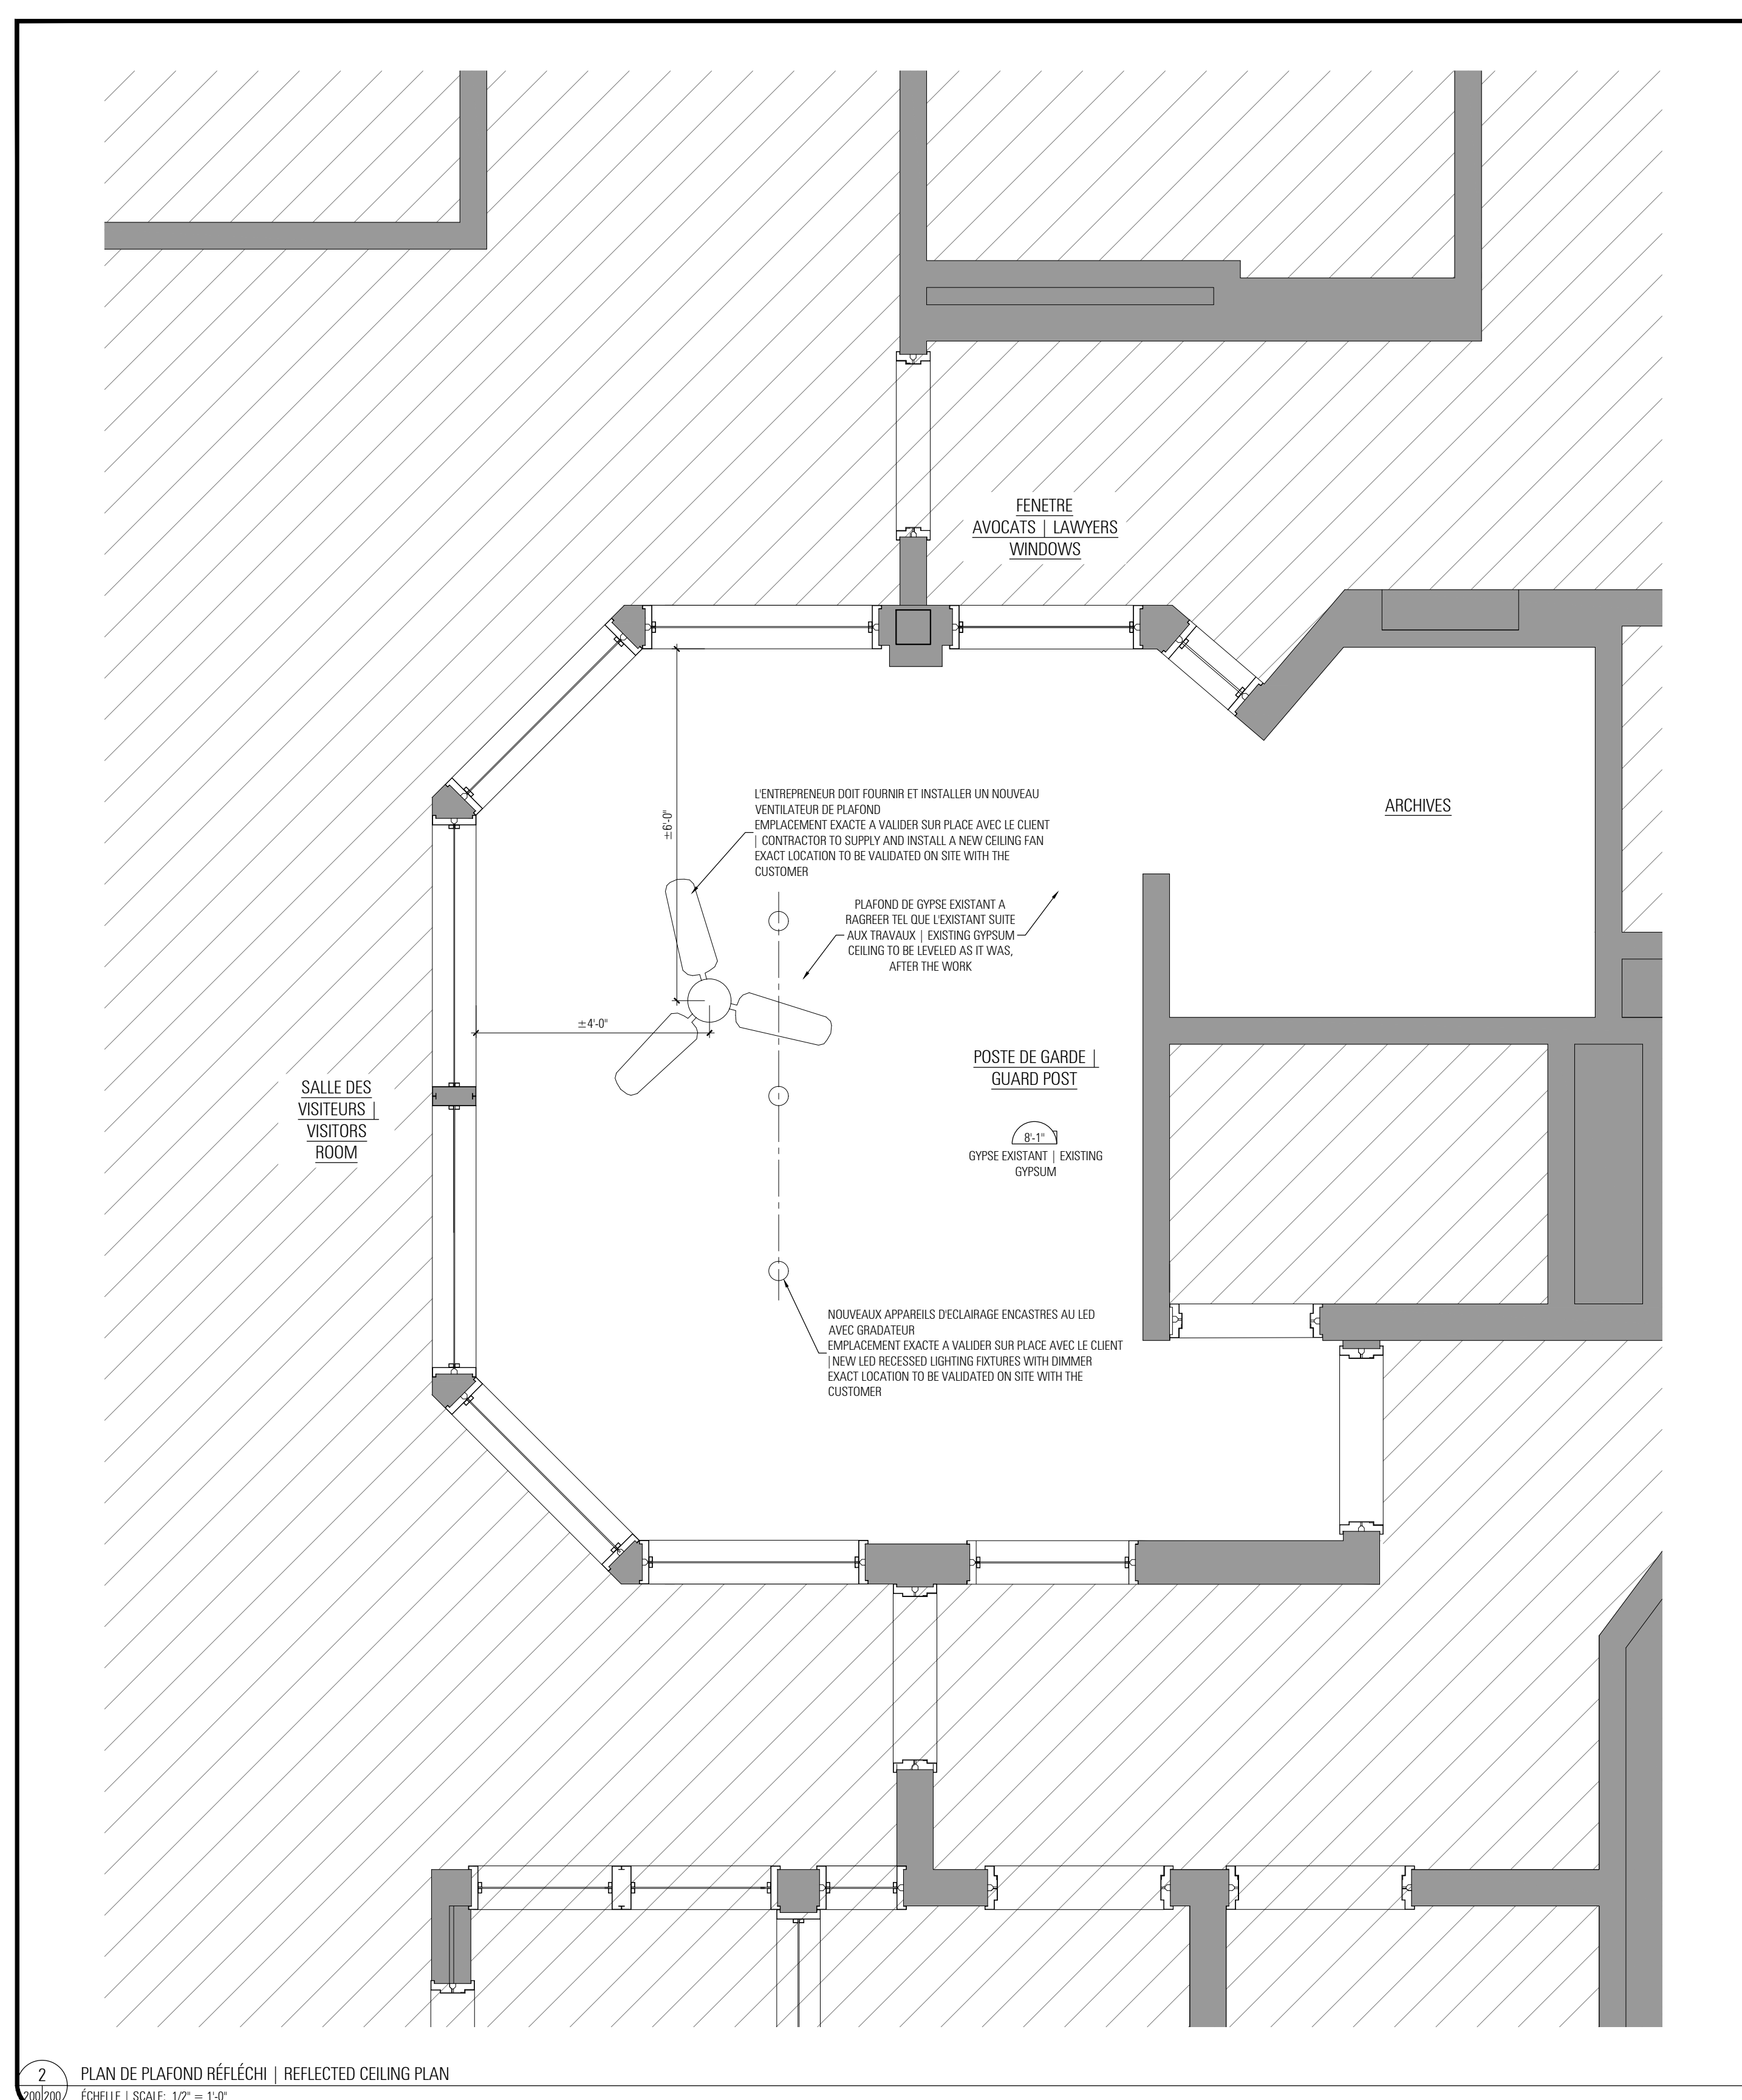 FENETRE
AVOCATS | LAWYERS
WINDOWS
L'ENTREPRENEUR DOIT FOURNIR ET INSTALLER UN NOUVEAU
VENTILATEUR DE PLAFOND
EMPLACEMENT EXACTE A VALIDER SUR PLACE AVEC LE CLIENT
| CONTRACTOR TO SUPPLY AND INSTALL A NEW CEILING FAN
EXACT LOCATION TO BE VALIDATED ON SITE WITH THE
CUSTOMER
ARCHIVES
±6'-0"
PLAFOND DE GYPSE EXISTANT A
RAGREER TEL QUE L'EXISTANT SUITE
AUX TRAVAUX | EXISTING GYPSUM
CEILING TO BE LEVELED AS IT WAS,
AFTER THE WORK
±4'-0"
POSTE DE GARDE |
GUARD POST
SALLE DES
VISITEURS |
VISITORS
ROOM
8'-1"
GYPSE EXISTANT | EXISTING
GYPSUM
NOUVEAUX APPAREILS D'ECLAIRAGE ENCASTRES AU LED
AVEC GRADATEUR
EMPLACEMENT EXACTE A VALIDER SUR PLACE AVEC LE CLIENT
| NEW LED RECESSED LIGHTING FIXTURES WITH DIMMER
EXACT LOCATION TO BE VALIDATED ON SITE WITH THE
CUSTOMER
2
PLAN DE PLAFOND RÉFLÉCHI | REFLECTED CEILING PLAN
200|200
ÉCHELLE | SCALE: 1/2" = 1'-0"